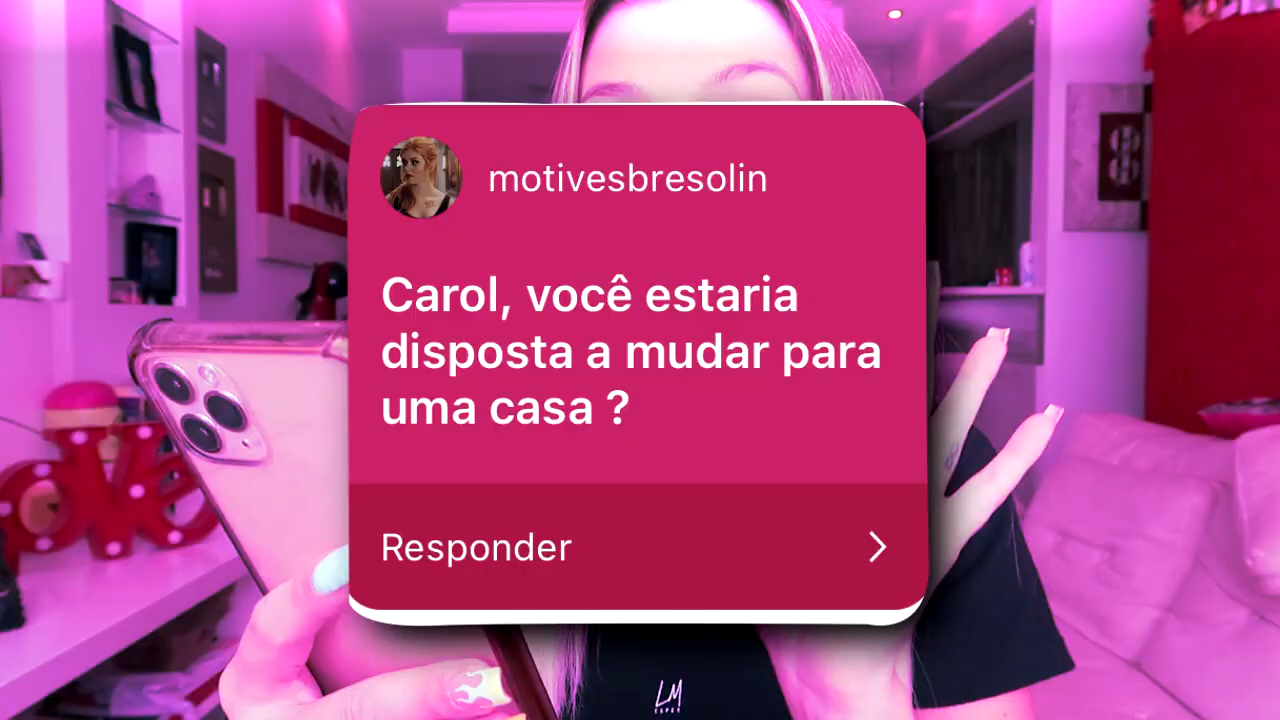 motivesbresolin
Carol, você estaria
disposta a mudar para
uma casa ?
Responder
LM